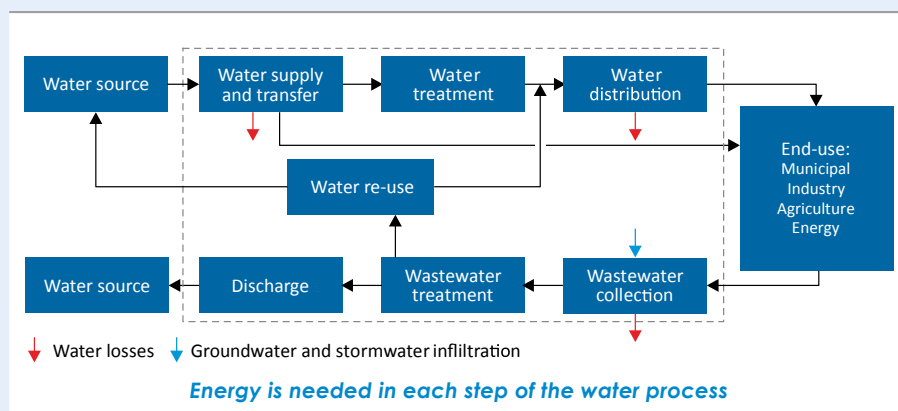 Water source
Water supply
and transfer
Water
treatment
Water
distribution
End-use:
Municipal
Industry
Agriculture
Energy
Water re-use
Water source
Discharge
Wastewater
treatment
Wastewater
collection
Water losses
Groundwater and stormwater infliltration
Energy is needed in each step of the water process